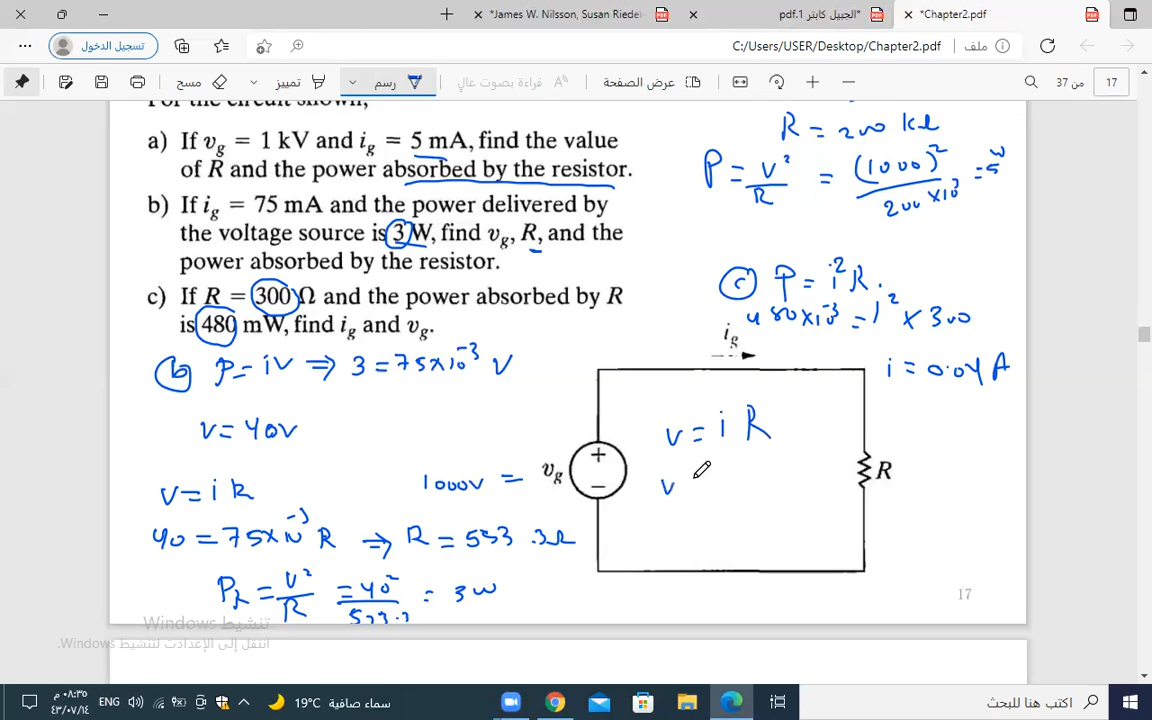 *James W. Nilsson, Susan Riedel
*الجبيل كابتر 1.pdf
*Chapter2.pdf
تسجيل الدخول
C:/Users/USER/Desktop/Chapter2.pdf
ملف
مسح
تمييز
رسم
قراءة بصوت عالٍ
عرض الصفحة
من 37
17
For the circuit shown,
a) If vg = 1 kV and ig = 5 mA, find the value
of R and the power absorbed by the resistor.
b) If ig = 75 mA and the power delivered by
the voltage source is 3 W, find vg, R, and the
power absorbed by the resistor.
c) If R = 300 Ω and the power absorbed by R
is 480 mW, find ig and vg.
R = 200 kΩ
P = V²/R = (1000)²/200×10³ = 5 W
(c) P = i²R.
480×10⁻³ = i² × 300
i = 0.04 A
ig
(b) P = iV ⇒ 3 = 75×10⁻³ V
V = 40V
V = i R
40 = 75×10⁻³ R ⇒ R = 533.3Ω
PR = V²/R = 40²/533.3 = 3 W
1000V = vg
+
−
v = i R
v
R
17
تنشيط Windows
انتقل إلى الإعدادات لتنشيط Windows.
٠٨:٣٥ م
٤٣/٠٧/١٤
ENG
19°C سماء صافية
اكتب هنا للبحث